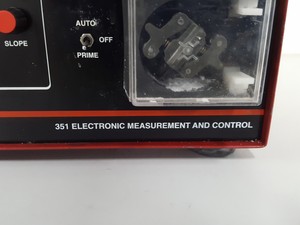 AUTO
SLOPE
OFF
PRIME
351 ELECTRONIC MEASUREMENT AND CONTROL